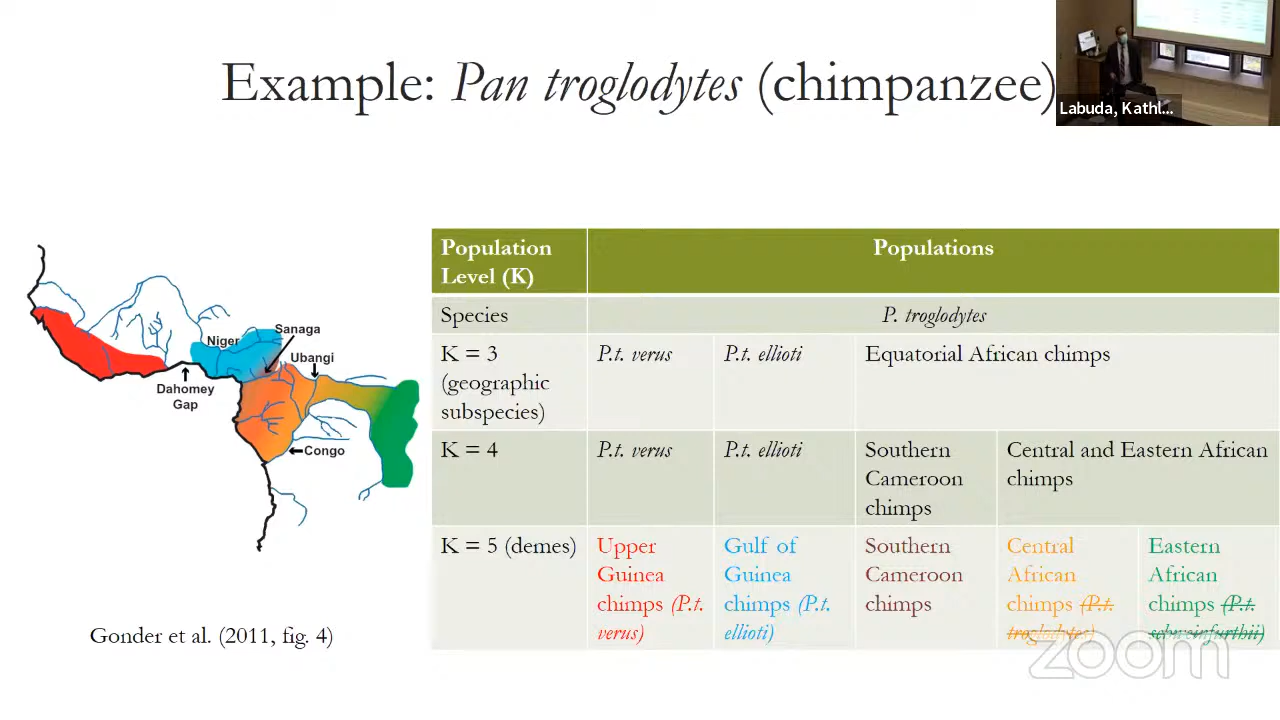 Example: Pan troglodytes (chimpanzee)
Labuda, Kathl...
Sanaga
Niger
Ubangi
Dahomey
Gap
Congo
Gonder et al. (2011, fig. 4)
Population Level (K)
Populations
Species
P. troglodytes
K = 3 (geographic subspecies)
P.t. verus
P.t. ellioti
Equatorial African chimps
K = 4
P.t. verus
P.t. ellioti
Southern Cameroon chimps
Central and Eastern African chimps
K = 5 (demes)
Upper Guinea chimps (P.t. verus)
Gulf of Guinea chimps (P.t. ellioti)
Southern Cameroon chimps
Central African chimps (P.t. troglodytes)
Eastern African chimps (P.t. schweinfurthii)
zoom